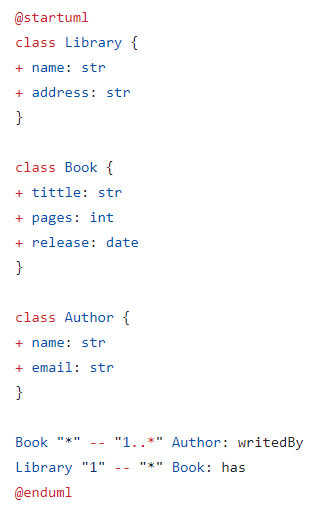 @startuml
class Library {
+ name: str
+ address: str
}
class Book {
+ tittle: str
+ pages: int
+ release: date
}
class Author {
+ name: str
+ email: str
}
Book "*" -- "1..*" Author: writedBy
Library "1" -- "*" Book: has
@enduml